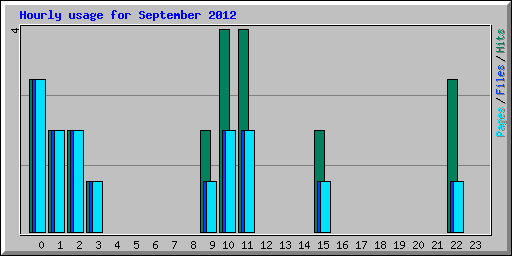 Hourly usage for September 2012
4
Pages/Files/Hits
0 1 2 3 4 5 6 7 8 9 10 11 12 13 14 15 16 17 18 19 20 21 22 23